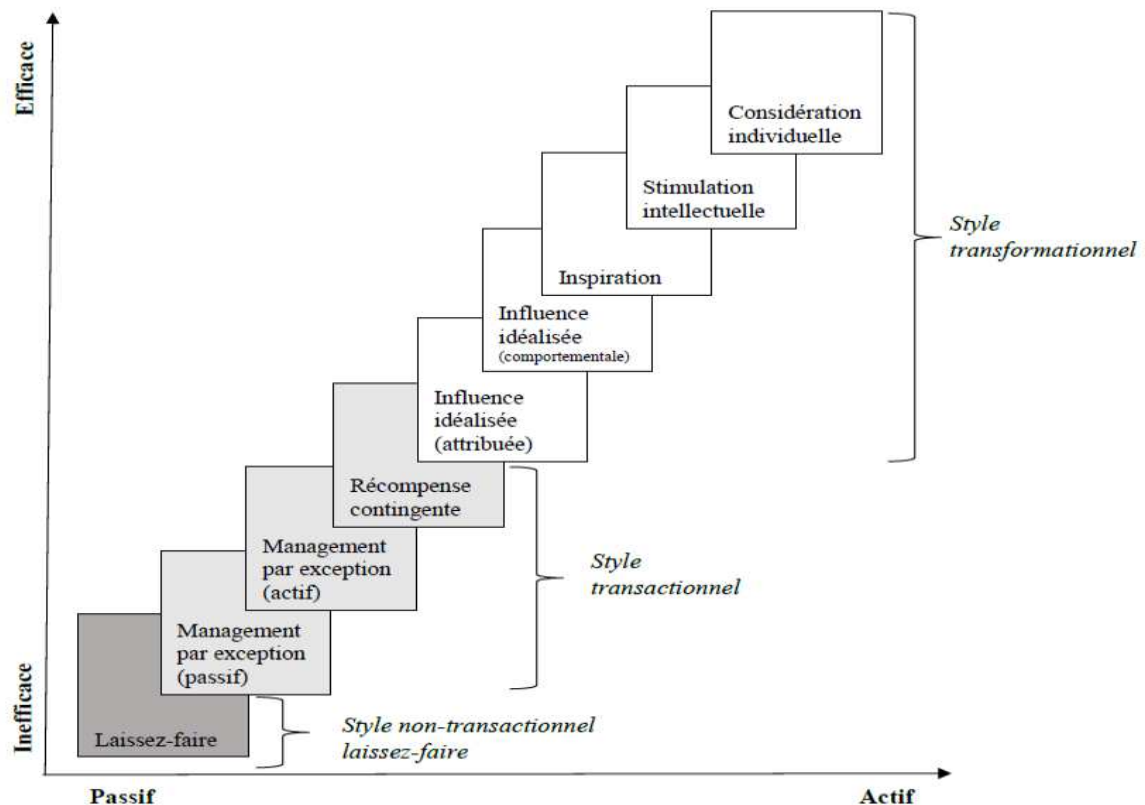 Efficace
Considération
individuelle
Stimulation
intellectuelle
Style
transformationnel
Inspiration
Influence
idéalisée
(comportementale)
Influence
idéalisée
(attribuée)
Récompense
contingente
Style
transactionnel
Management
par exception
(actif)
Management
par exception
(passif)
Style non-transactionnel
laissez-faire
Laissez-faire
Inefficace
Passif
Actif